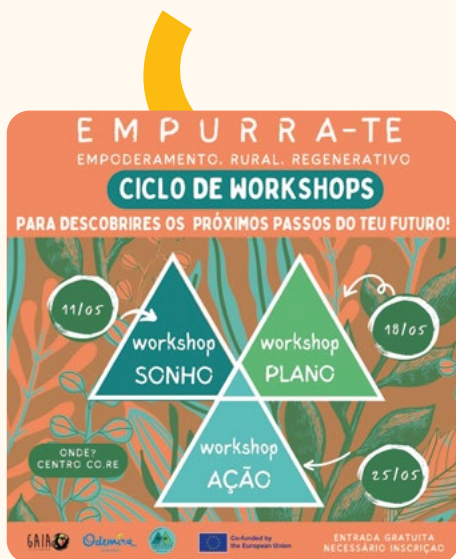 EMPURRA-TE
EMPODERAMENTO. RURAL. REGENERATIVO
CICLO DE WORKSHOPS
PARA DESCOBRIRES OS PRÓXIMOS PASSOS DO TEU FUTURO!
11/05
workshop
SONHO
workshop
PLANO
18/05
workshop
AÇÃO
25/05
ONDE?
CENTRO CO.RE
GAIA
Odemira
Co-funded by
the European Union
ENTRADA GRATUITA
NECESSÁRIO INSCRIÇAO